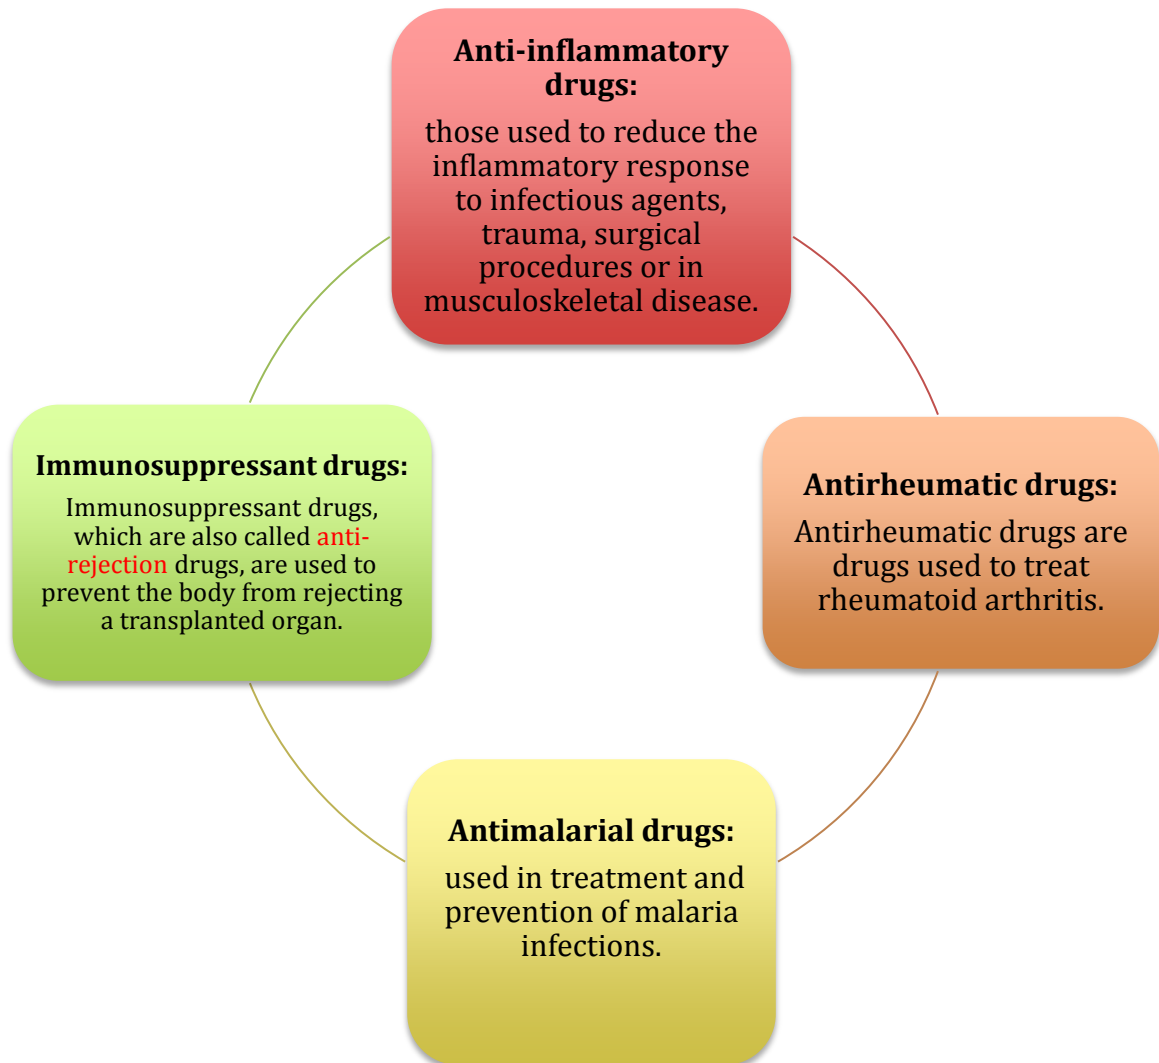 Anti-inflammatory
drugs:
those used to reduce the
inflammatory response
to infectious agents,
trauma, surgical
procedures or in
musculoskeletal disease.
Antirheumatic drugs:
Antirheumatic drugs are
drugs used to treat
rheumatoid arthritis.
Antimalarial drugs:
used in treatment and
prevention of malaria
infections.
Immunosuppressant drugs:
Immunosuppressant drugs,
which are also called anti-
rejection drugs, are used to
prevent the body from rejecting
a transplanted organ.